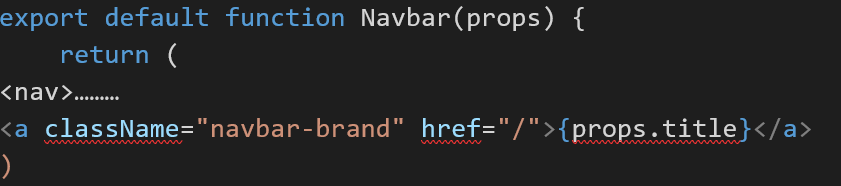 export default function Navbar(props) {
return (
<nav>………
<a className="navbar-brand" href="/">{props.title}</a>
)